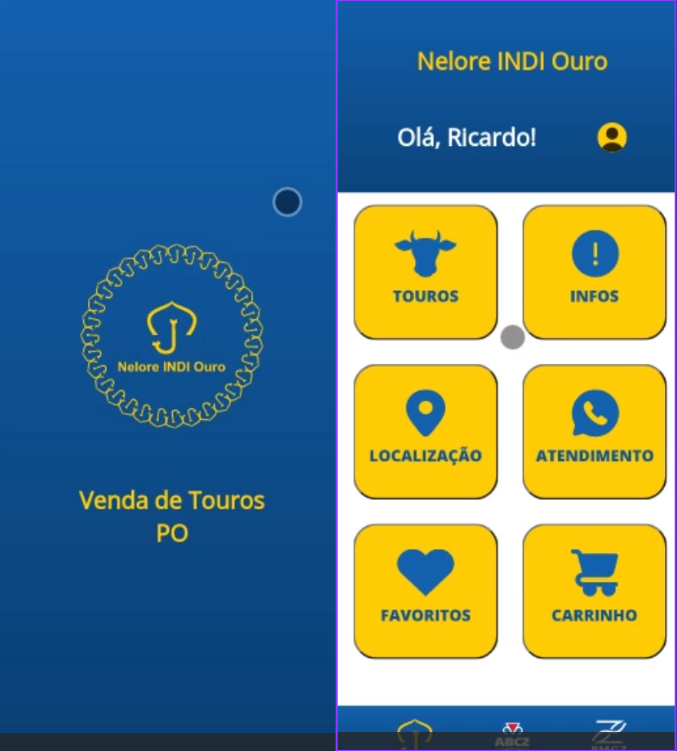 Nelore INDI Ouro
Venda de Touros
PO
Nelore INDI Ouro
Olá, Ricardo!
TOUROS
INFOS
LOCALIZAÇÃO
ATENDIMENTO
FAVORITOS
CARRINHO
ABCZ